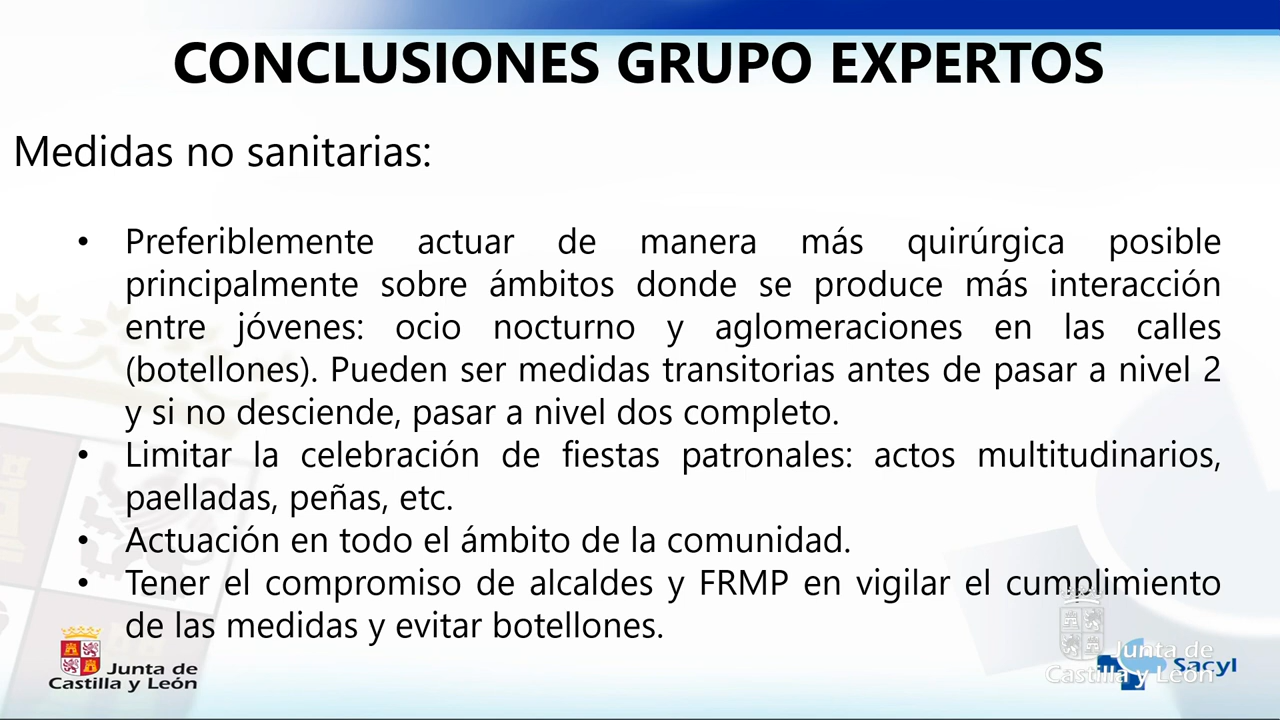 CONCLUSIONES GRUPO EXPERTOS
Medidas no sanitarias:
• Preferiblemente actuar de manera más quirúrgica posible
principalmente sobre ámbitos donde se produce más interacción
entre jóvenes: ocio nocturno y aglomeraciones en las calles
(botellones). Pueden ser medidas transitorias antes de pasar a nivel 2
y si no desciende, pasar a nivel dos completo.
• Limitar la celebración de fiestas patronales: actos multitudinarios,
paelladas, peñas, etc.
• Actuación en todo el ámbito de la comunidad.
• Tener el compromiso de alcaldes y FRMP en vigilar el cumplimiento
de las medidas y evitar botellones.
Junta de
Castilla y León
Junta de
Castilla y León
Sacyl